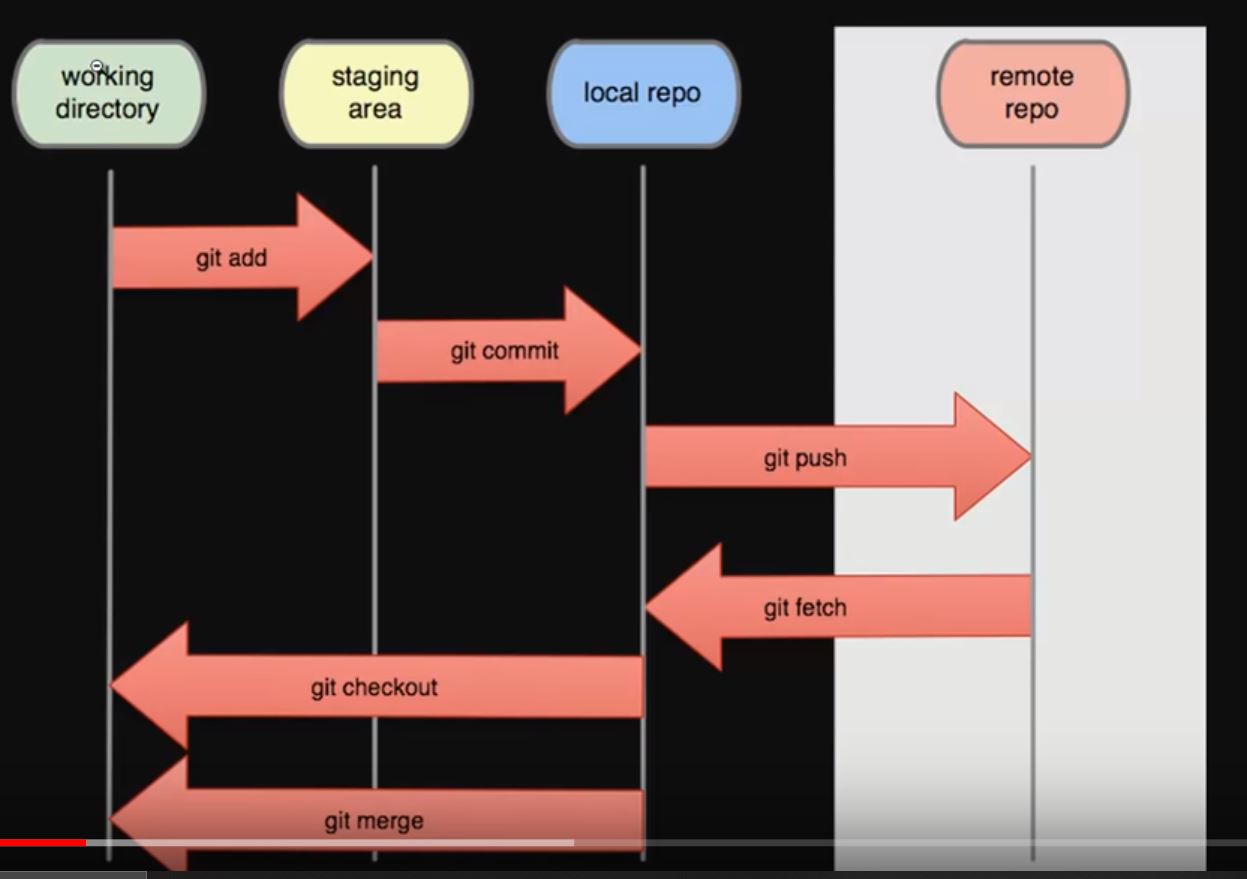 working
directory
staging
area
local repo
remote
repo
git add
git commit
git push
git fetch
git checkout
git merge